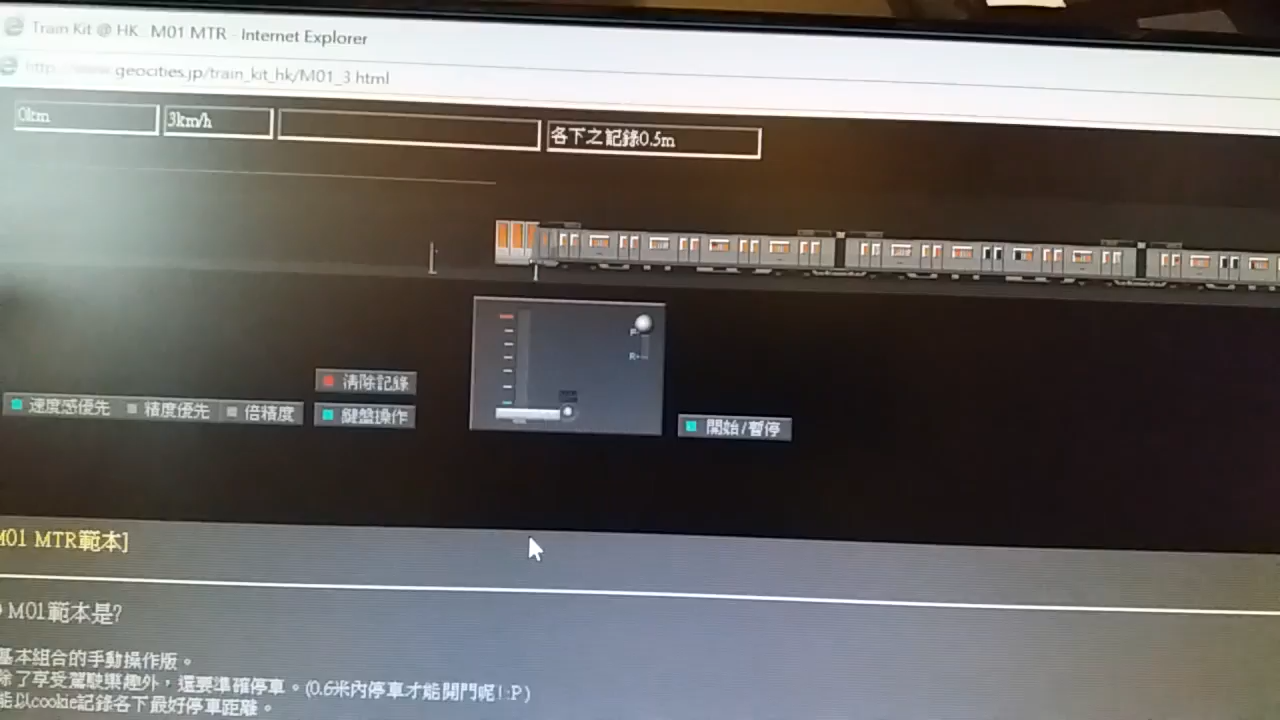 Train Kit @ HK M01 MTR - Internet Explorer
http://www.geocities.jp/train_kit_hk/M01_3.html
0km
3km/h
各下之記錄0.5m
P
R
清除記錄
速度感優先
精度優先
倍精度
鍵盤操作
開始/暫停
M01 MTR範本]
M01範本是?
基本組合的手動操作版。
除了享受駕駛樂趣外，還要準確停車。(0.6米內停車才能開門呢!:P)
能以cookie記錄各下最好停車距離。